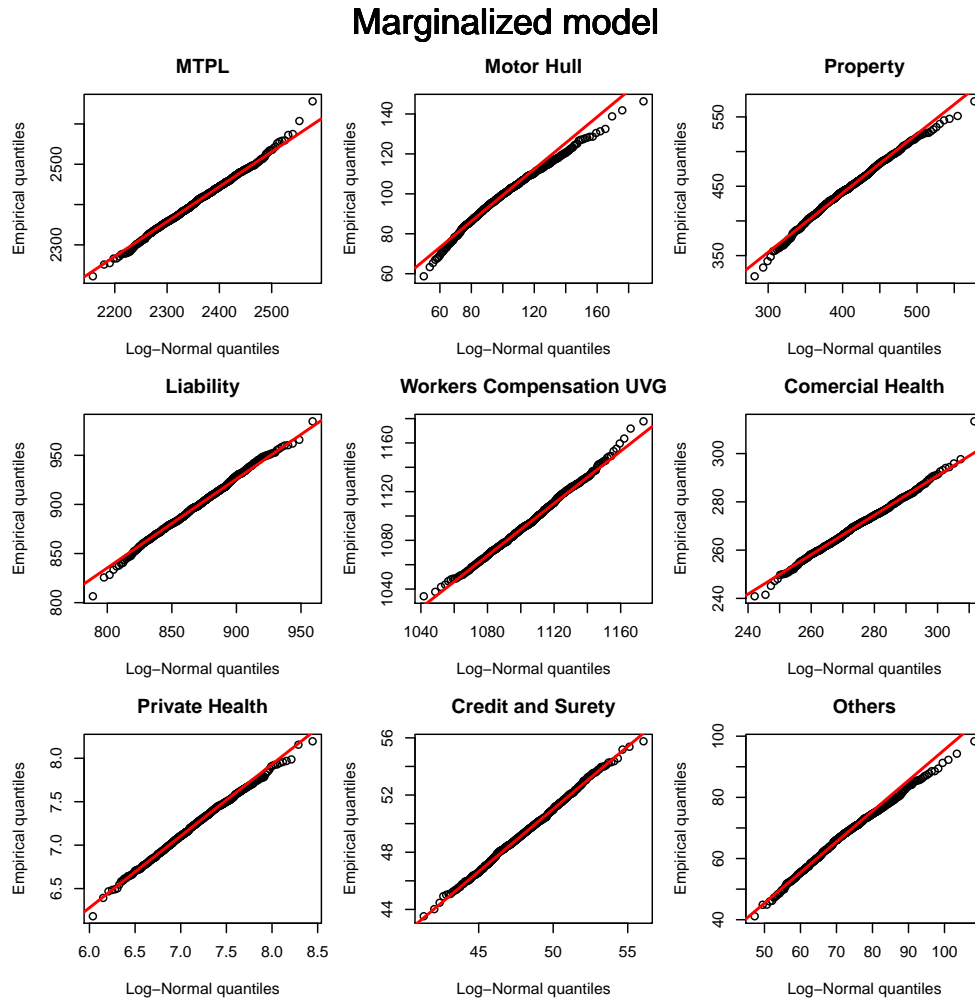 Marginalized model
MTPL
Motor Hull
Property
Empirical quantiles
2300
2500
Empirical quantiles
60
80
100
120
140
Empirical quantiles
350
450
550
2200 2300 2400 2500
60 80 120 160
300 400 500
Log−Normal quantiles
Log−Normal quantiles
Log−Normal quantiles
Liability
Workers Compensation UVG
Comercial Health
Empirical quantiles
800
850
900
950
Empirical quantiles
1040
1080
1120
1160
Empirical quantiles
240
260
280
300
800 850 900 950
1040 1080 1120 1160
240 260 280 300
Log−Normal quantiles
Log−Normal quantiles
Log−Normal quantiles
Private Health
Credit and Surety
Others
Empirical quantiles
6.5
7.0
7.5
8.0
Empirical quantiles
44
48
52
56
Empirical quantiles
40
60
80
100
6.0 6.5 7.0 7.5 8.0 8.5
45 50 55
50 60 70 80 90 100
Log−Normal quantiles
Log−Normal quantiles
Log−Normal quantiles